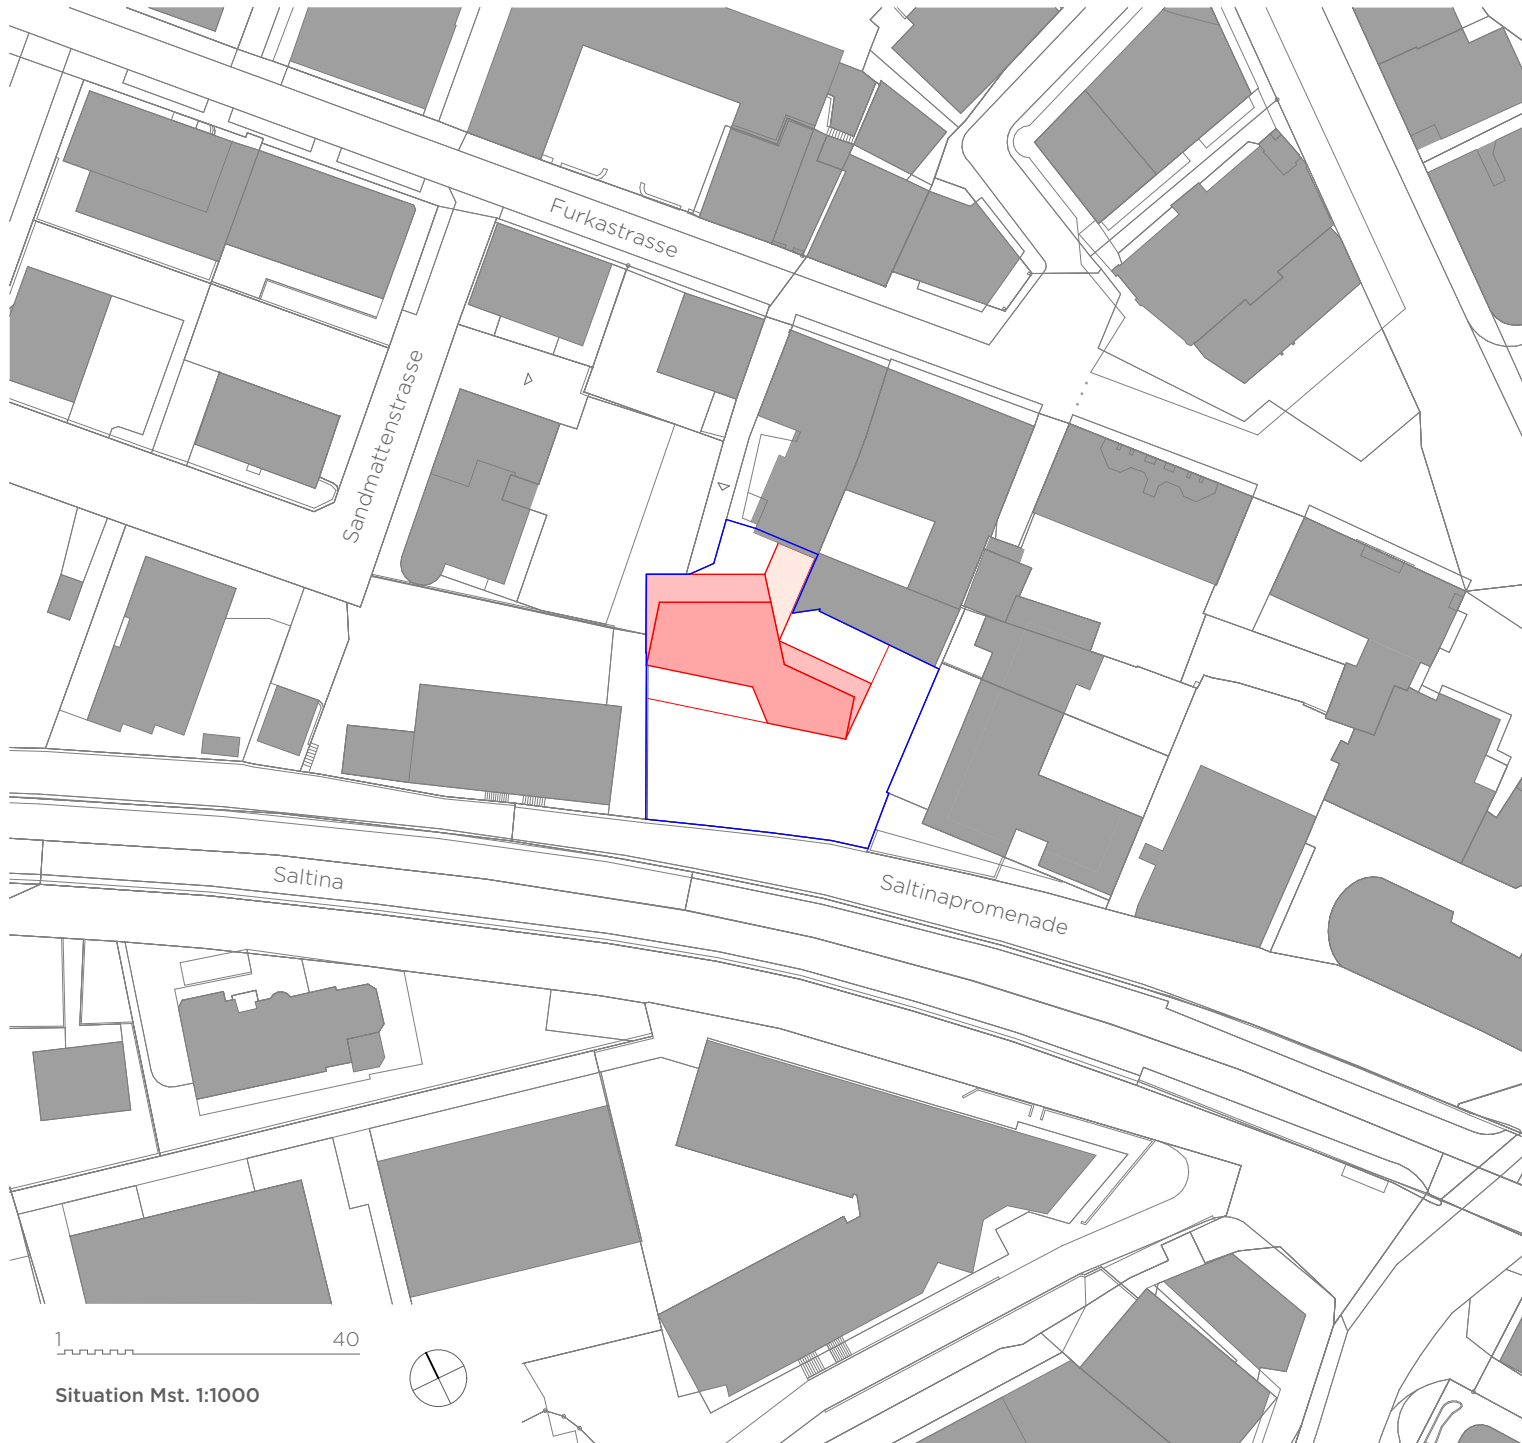 Furkastrasse
Sandmattenstrasse
Saltina
Saltinapromenade
1 40
Situation Mst. 1:1000